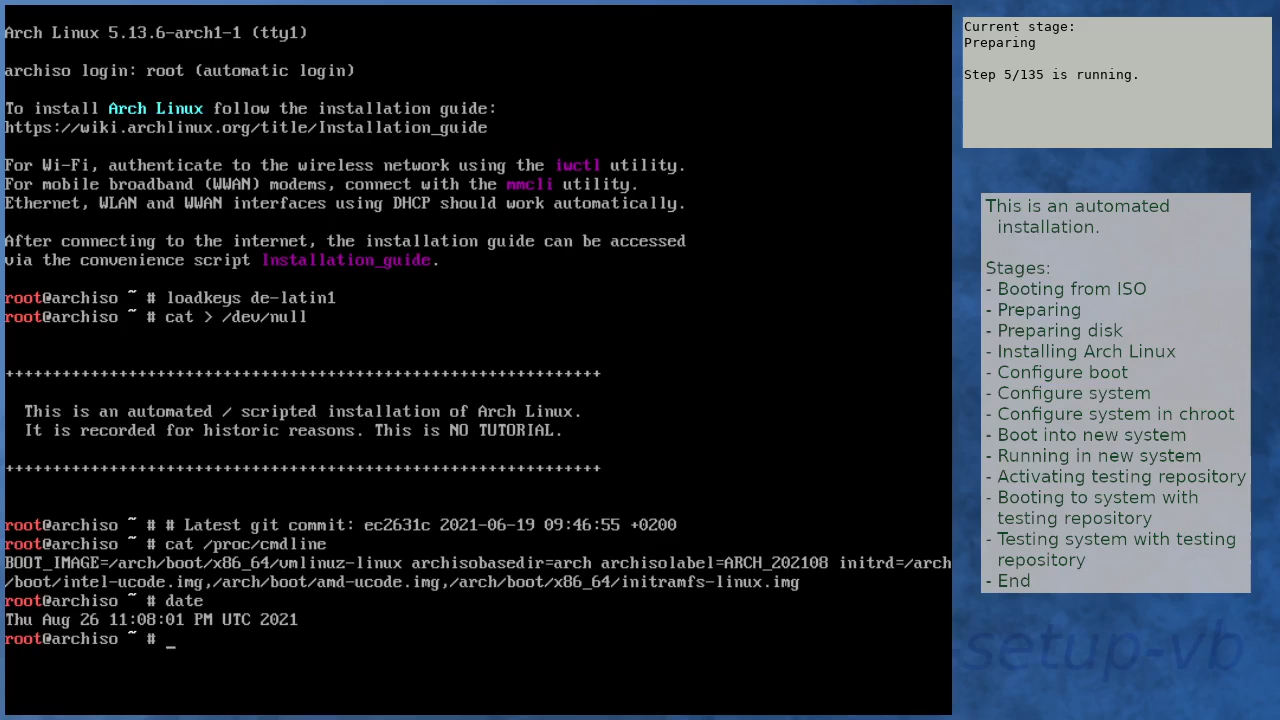 Arch Linux 5.13.6-arch1-1 (tty1)
archiso login: root (automatic login)
To install Arch Linux follow the installation guide:
https://wiki.archlinux.org/title/Installation_guide
For Wi-Fi, authenticate to the wireless network using the iwctl utility.
For mobile broadband (WWAN) modems, connect with the mmcli utility.
Ethernet, WLAN and WWAN interfaces using DHCP should work automatically.
After connecting to the internet, the installation guide can be accessed
via the convenience script Installation_guide.
root@archiso ~ # loadkeys de-latin1
root@archiso ~ # cat > /dev/null
+++++++++++++++++++++++++++++++++++++++++++++++++++++++++++++++
This is an automated / scripted installation of Arch Linux.
It is recorded for historic reasons. This is NO TUTORIAL.
+++++++++++++++++++++++++++++++++++++++++++++++++++++++++++++++
root@archiso ~ # # Latest git commit: ec2631c 2021-06-19 09:46:55 +0200
root@archiso ~ # cat /proc/cmdline
BOOT_IMAGE=/arch/boot/x86_64/vmlinuz-linux archisobasedir=arch archisolabel=ARCH_202108 initrd=/arch
/boot/intel-ucode.img,/arch/boot/amd-ucode.img,/arch/boot/x86_64/initramfs-linux.img
root@archiso ~ # date
Thu Aug 26 11:08:01 PM UTC 2021
root@archiso ~ # _
Current stage:
Preparing
Step 5/135 is running.
This is an automated
installation.
Stages:
- Booting from ISO
- Preparing
- Preparing disk
- Installing Arch Linux
- Configure boot
- Configure system
- Configure system in chroot
- Boot into new system
- Running in new system
- Activating testing repository
- Booting to system with
testing repository
- Testing system with testing
repository
- End
setup-vb